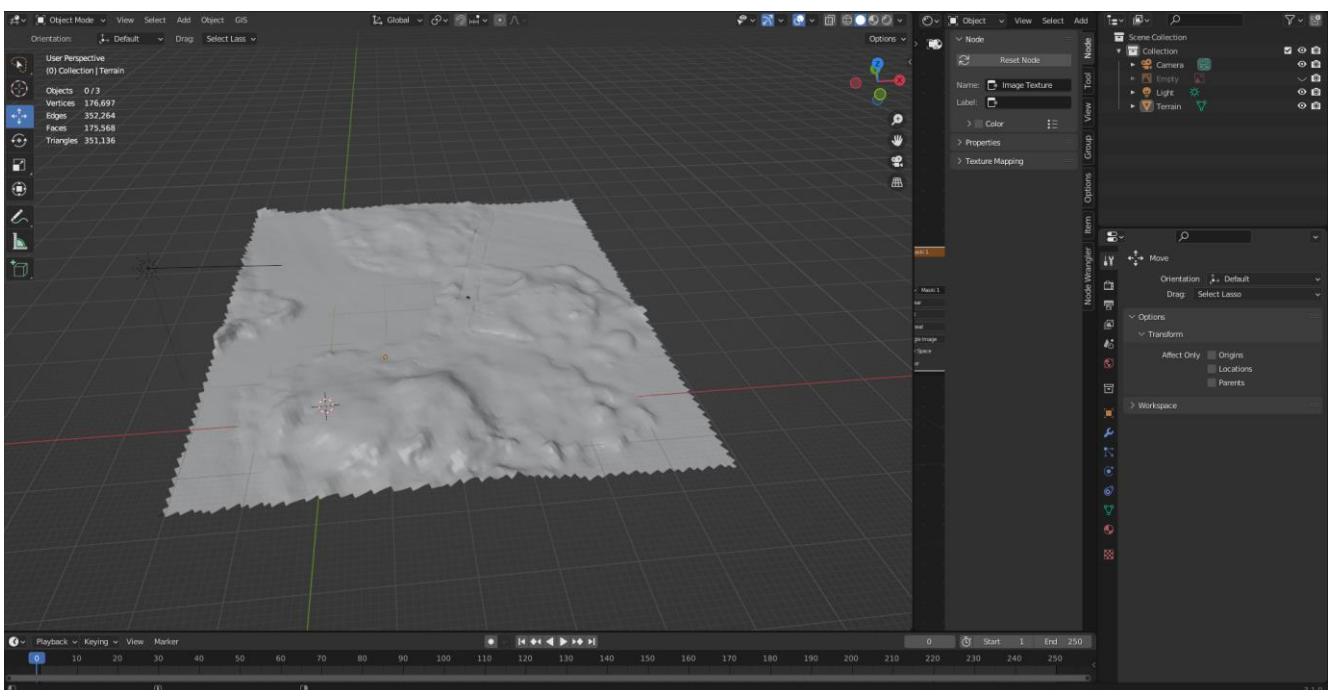 Object Mode View Select Add Object GIS Global
Orientation: Default Drag: Select Lass Options
User Perspective
(0) Collection | Terrain
Objects 0/3
Vertices 176,697
Edges 352,264
Faces 175,568
Triangles 351,136
Z
X
Object View Select Add
Node
Reset Node
Name: Image Texture
Label:
Color
Properties
Texture Mapping
Node
Tool
View
Group
Options
Item
Node Wrangler
Mask 1
Mask 1
Scene Collection
Collection
Camera
Empty
Light
Terrain
Move
Orientation Default
Drag: Select Lasso
Options
Transform
Affect Only Origins
Locations
Parents
Workspace
Playback Keying View Marker 0 Start 1 End 250
0 10 20 30 40 50 60 70 80 90 100 110 120 130 140 150 160 170 180 190 200 210 220 230 240 250